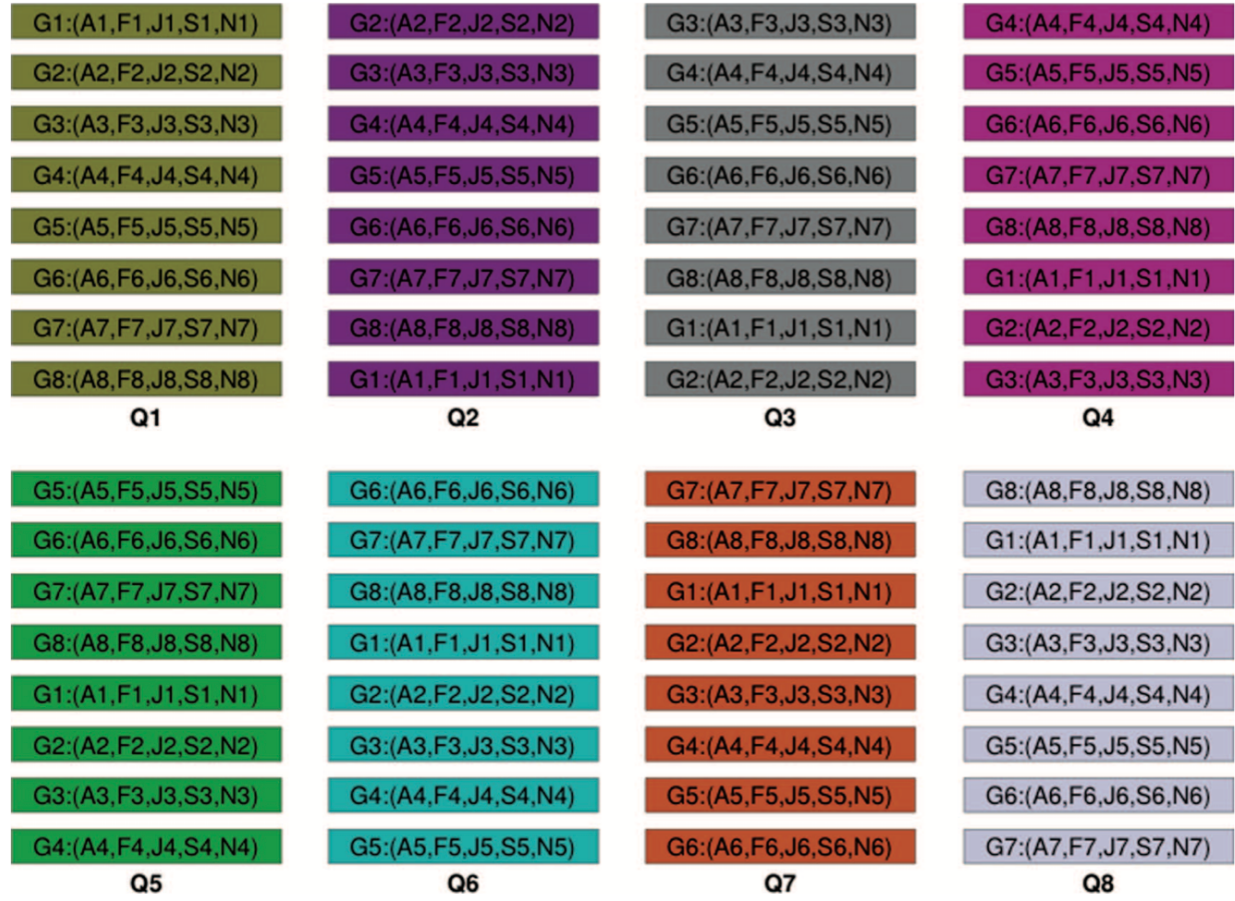 G1:(A1,F1,J1,S1,N1) G2:(A2,F2,J2,S2,N2) G3:(A3,F3,J3,S3,N3) G4:(A4,F4,J4,S4,N4)
G2:(A2,F2,J2,S2,N2) G3:(A3,F3,J3,S3,N3) G4:(A4,F4,J4,S4,N4) G5:(A5,F5,J5,S5,N5)
G3:(A3,F3,J3,S3,N3) G4:(A4,F4,J4,S4,N4) G5:(A5,F5,J5,S5,N5) G6:(A6,F6,J6,S6,N6)
G4:(A4,F4,J4,S4,N4) G5:(A5,F5,J5,S5,N5) G6:(A6,F6,J6,S6,N6) G7:(A7,F7,J7,S7,N7)
G5:(A5,F5,J5,S5,N5) G6:(A6,F6,J6,S6,N6) G7:(A7,F7,J7,S7,N7) G8:(A8,F8,J8,S8,N8)
G6:(A6,F6,J6,S6,N6) G7:(A7,F7,J7,S7,N7) G8:(A8,F8,J8,S8,N8) G1:(A1,F1,J1,S1,N1)
G7:(A7,F7,J7,S7,N7) G8:(A8,F8,J8,S8,N8) G1:(A1,F1,J1,S1,N1) G2:(A2,F2,J2,S2,N2)
G8:(A8,F8,J8,S8,N8) G1:(A1,F1,J1,S1,N1) G2:(A2,F2,J2,S2,N2) G3:(A3,F3,J3,S3,N3)
Q1 Q2 Q3 Q4
G5:(A5,F5,J5,S5,N5) G6:(A6,F6,J6,S6,N6) G7:(A7,F7,J7,S7,N7) G8:(A8,F8,J8,S8,N8)
G6:(A6,F6,J6,S6,N6) G7:(A7,F7,J7,S7,N7) G8:(A8,F8,J8,S8,N8) G1:(A1,F1,J1,S1,N1)
G7:(A7,F7,J7,S7,N7) G8:(A8,F8,J8,S8,N8) G1:(A1,F1,J1,S1,N1) G2:(A2,F2,J2,S2,N2)
G8:(A8,F8,J8,S8,N8) G1:(A1,F1,J1,S1,N1) G2:(A2,F2,J2,S2,N2) G3:(A3,F3,J3,S3,N3)
G1:(A1,F1,J1,S1,N1) G2:(A2,F2,J2,S2,N2) G3:(A3,F3,J3,S3,N3) G4:(A4,F4,J4,S4,N4)
G2:(A2,F2,J2,S2,N2) G3:(A3,F3,J3,S3,N3) G4:(A4,F4,J4,S4,N4) G5:(A5,F5,J5,S5,N5)
G3:(A3,F3,J3,S3,N3) G4:(A4,F4,J4,S4,N4) G5:(A5,F5,J5,S5,N5) G6:(A6,F6,J6,S6,N6)
G4:(A4,F4,J4,S4,N4) G5:(A5,F5,J5,S5,N5) G6:(A6,F6,J6,S6,N6) G7:(A7,F7,J7,S7,N7)
Q5 Q6 Q7 Q8